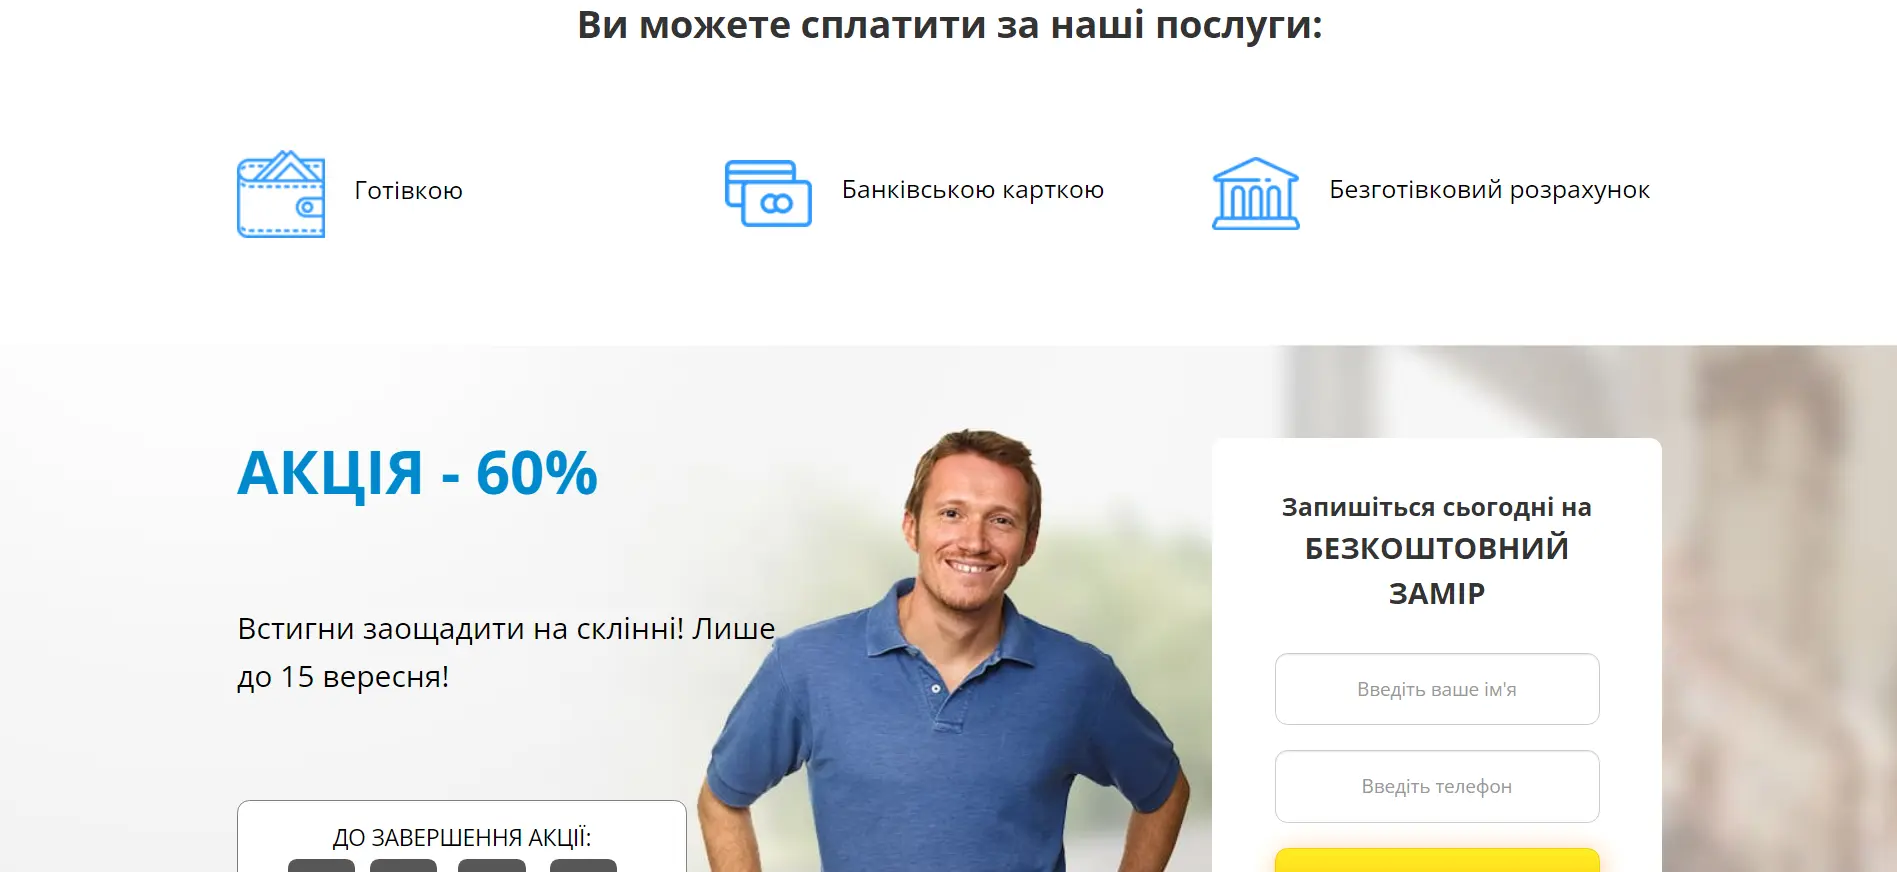 Ви можете сплатити за наші послуги:
Готівкою
Банківською карткою
Безготівковий розрахунок
АКЦІЯ - 60%
Встигни заощадити на склінні! Лише
до 15 вересня!
ДО ЗАВЕРШЕННЯ АКЦІЇ:
Запишіться сьогодні на
БЕЗКОШТОВНИЙ
ЗАМІР
Введіть ваше ім'я
Введіть телефон